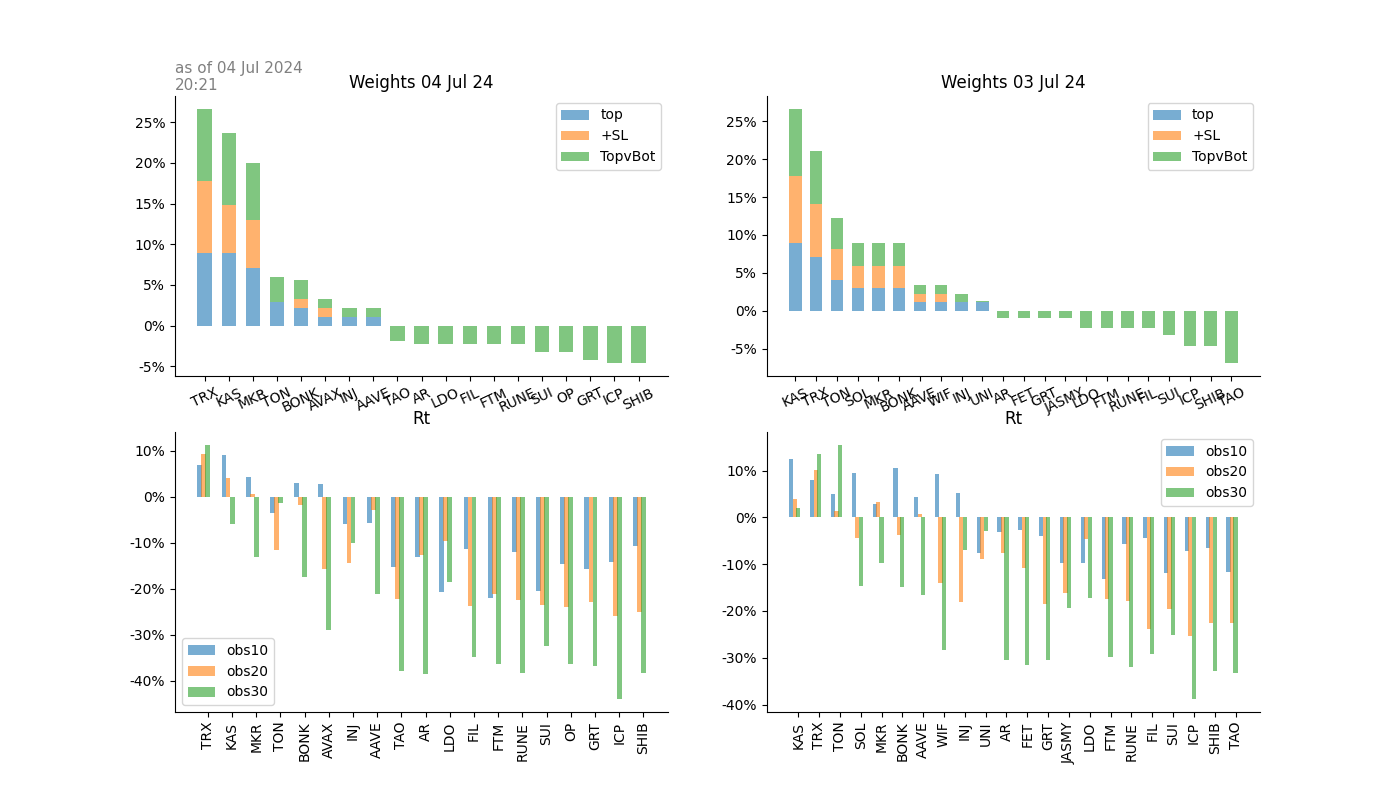 as of 04 Jul 2024
20:21
Weights 04 Jul 24
25%
20%
15%
10%
5%
0%
-5%
top
+SL
TopvBot
TRX KAS MKR TON BONK AVAX INJ AAVE TAO AR LDO FIL FTM RUNE SUI OP GRT ICP SHIB
Weights 03 Jul 24
25%
20%
15%
10%
5%
0%
-5%
top
+SL
TopvBot
KAS TRX TON SOL MKR BONK AAVE WIF INJ UNI AR FET GRT JASMY LDO FTM RUNE FIL SUI ICP SHIB TAO
Rt
10%
0%
-10%
-20%
-30%
-40%
obs10
obs20
obs30
TRX KAS MKR TON BONK AVAX INJ AAVE TAO AR LDO FIL FTM RUNE SUI OP GRT ICP SHIB
Rt
10%
0%
-10%
-20%
-30%
-40%
obs10
obs20
obs30
KAS TRX TON SOL MKR BONK AAVE WIF INJ UNI AR FET GRT JASMY LDO FTM RUNE FIL SUI ICP SHIB TAO